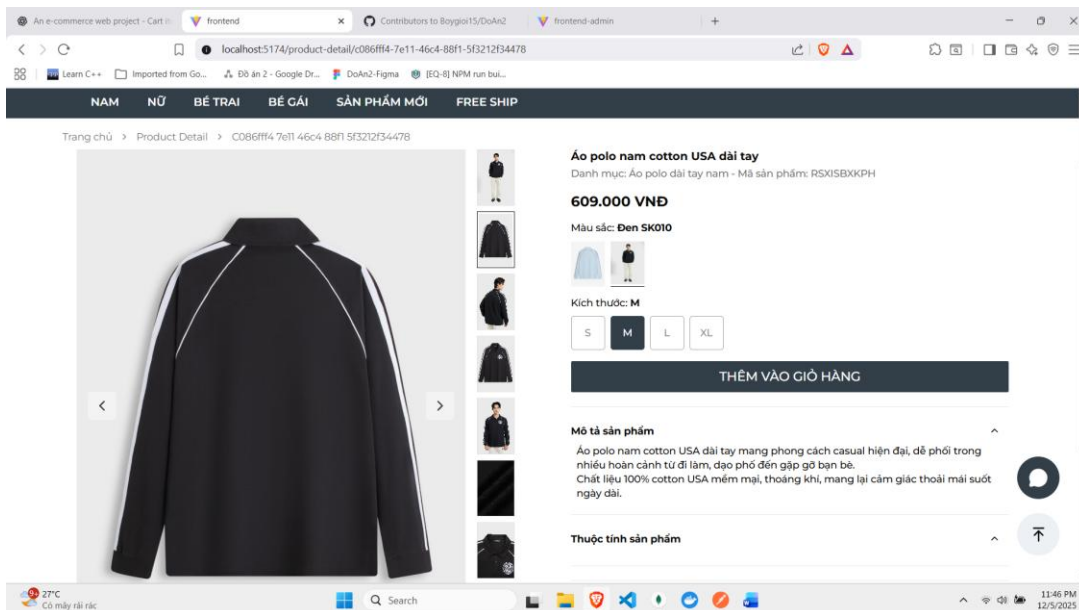 An e-commerce web project - Cart it
frontend
Contributors to Boygioi15/DoAn2
frontend-admin
localhost:5174/product-detail/c086fff4-7e11-46c4-88f1-5f3212f34478
Learn C++
Imported from Go...
Đồ án 2 - Google Dr...
DoAn2-Figma
[EQ-8] NPM run bui...
NAM NỮ BÉ TRAI BÉ GÁI SẢN PHẨM MỚI FREE SHIP
Trang chủ > Product Detail > C086fff4 7e11 46c4 88f1 5f3212f34478
Áo polo nam cotton USA dài tay
Danh mục: Áo polo dài tay nam - Mã sản phẩm: RSXISBXKPH
609.000 VNĐ
Màu sắc: Đen SK010
Kích thước: M
S M L XL
THÊM VÀO GIỎ HÀNG
Mô tả sản phẩm
Áo polo nam cotton USA dài tay mang phong cách casual hiện đại, dễ phối trong
nhiều hoàn cảnh từ đi làm, dạo phố đến gặp gỡ bạn bè.
Chất liệu 100% cotton USA mềm mại, thoáng khí, mang lại cảm giác thoải mái suốt
ngày dài.
Thuộc tính sản phẩm
9+
27°C
Có mây rải rác
Search
11:46 PM
12/5/2025